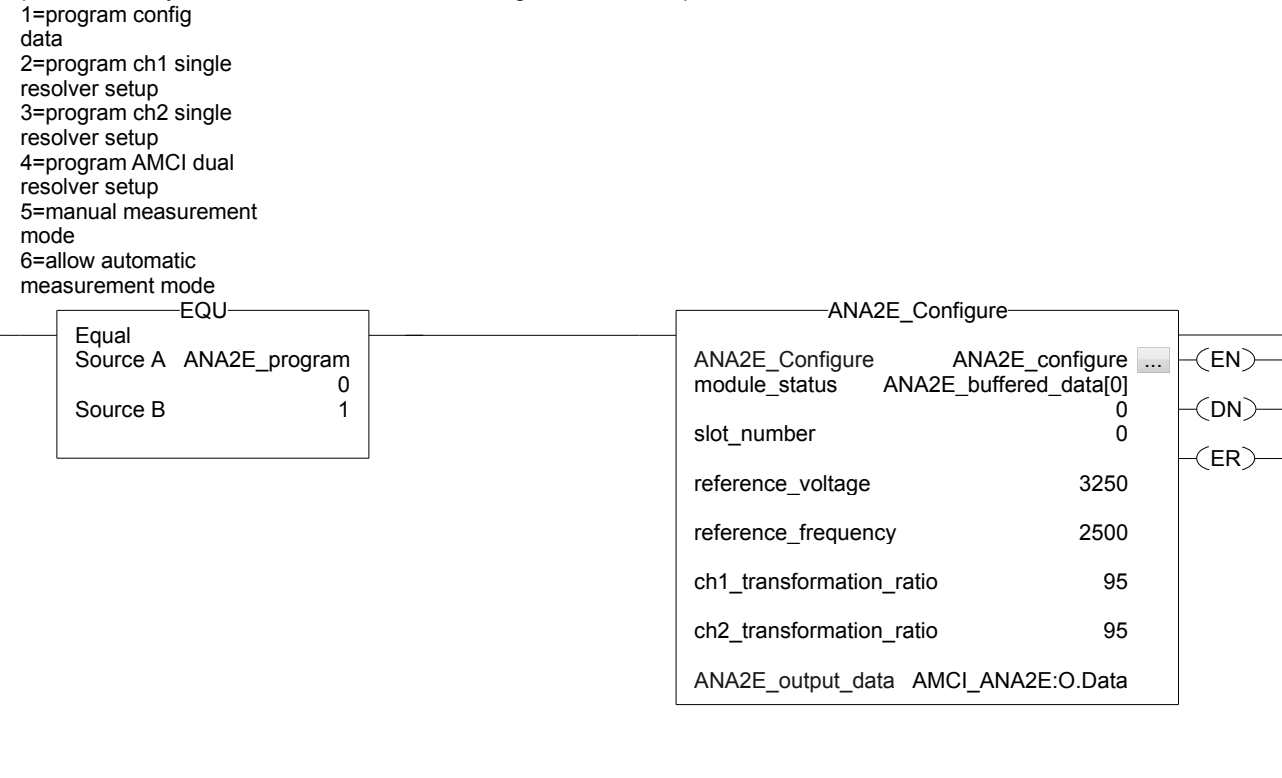 1=program config
data
2=program ch1 single
resolver setup
3=program ch2 single
resolver setup
4=program AMCI dual
resolver setup
5=manual measurement
mode
6=allow automatic
measurement mode
EQU
Equal
Source A ANA2E_program
0
Source B 1
ANA2E_Configure
ANA2E_Configure ANA2E_configure ... EN
module_status ANA2E_buffered_data[0]
0 DN
slot_number 0
ER
reference_voltage 3250
reference_frequency 2500
ch1_transformation_ratio 95
ch2_transformation_ratio 95
ANA2E_output_data AMCI_ANA2E:O.Data